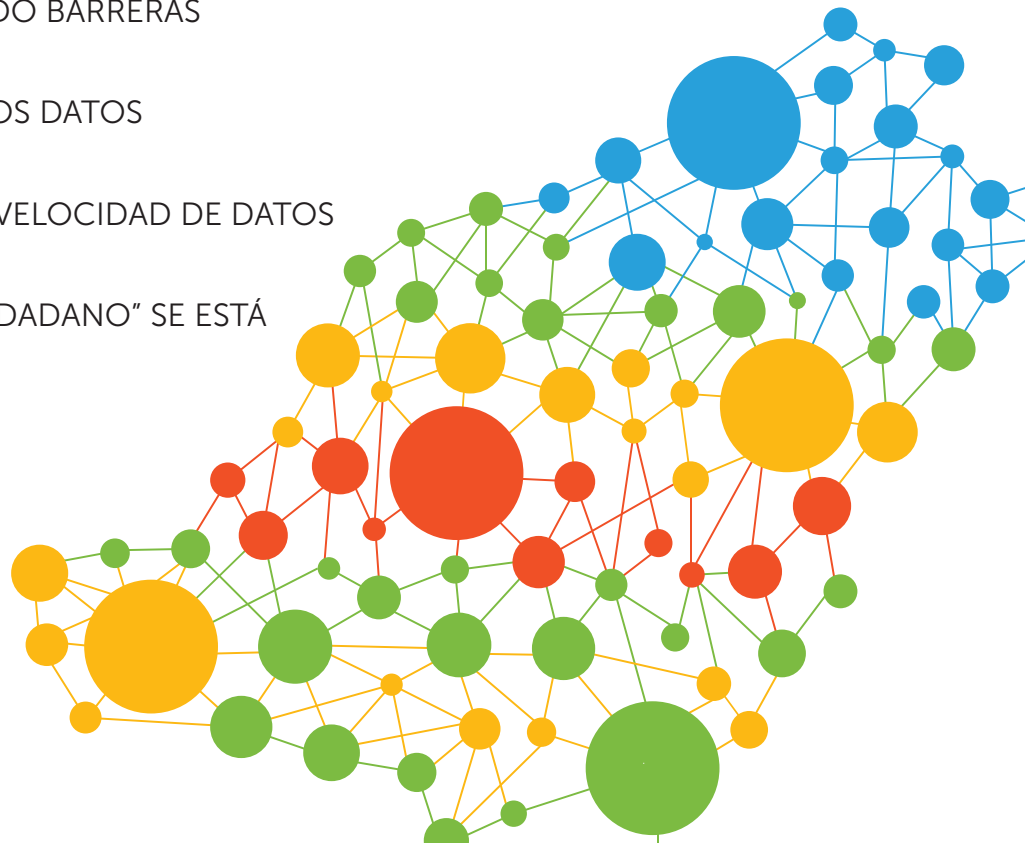 DO BARRERAS
OS DATOS
VELOCIDAD DE DATOS
DADANO” SE ESTÁ